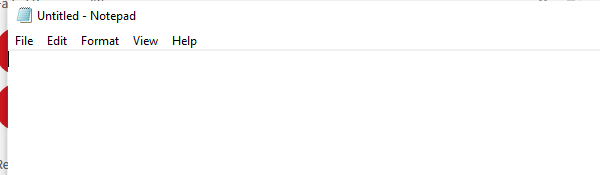 Untitled - Notepad
File Edit Format View Help